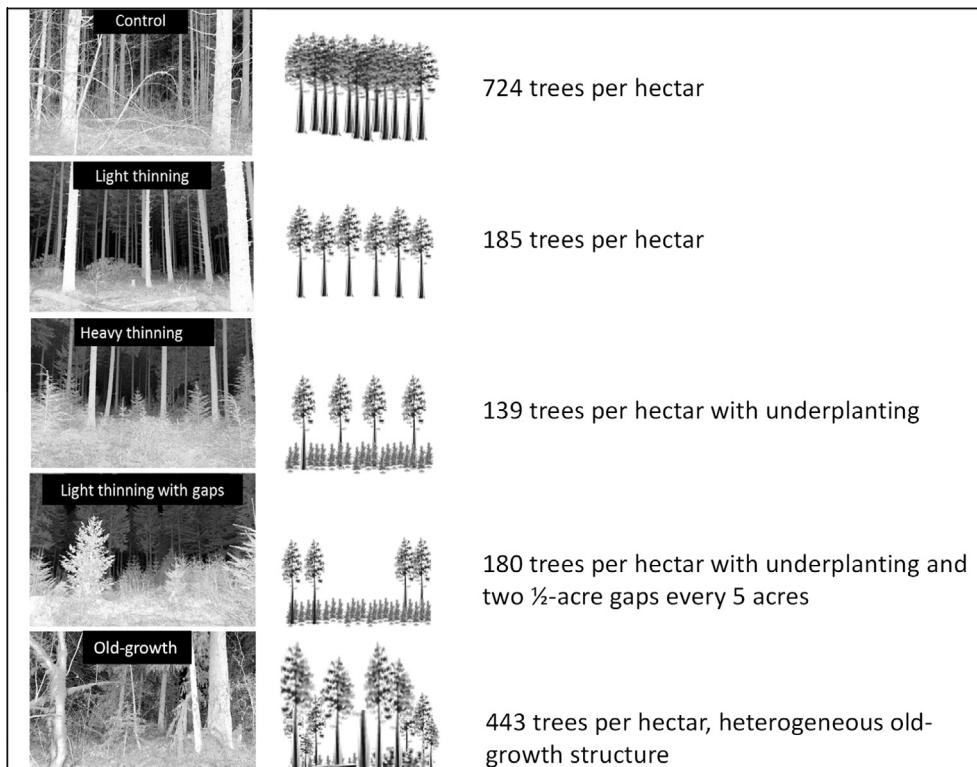 Control
724 trees per hectar
Light thinning
185 trees per hectar
Heavy thinning
139 trees per hectar with underplanting
Light thinning with gaps
180 trees per hectar with underplanting and
two ½-acre gaps every 5 acres
Old-growth
443 trees per hectar, heterogeneous old-
growth structure